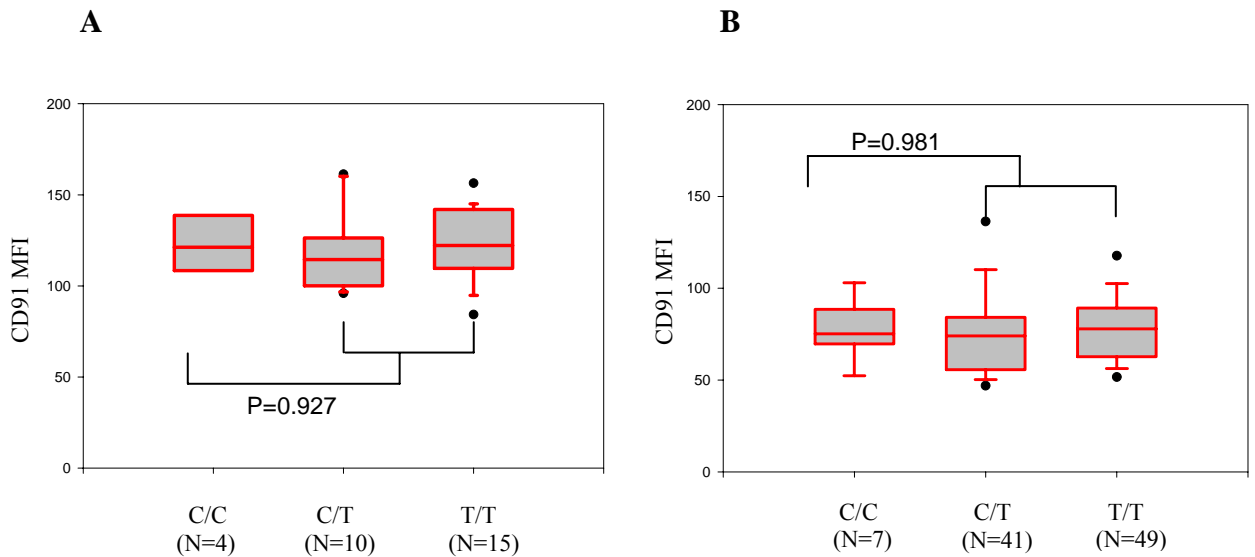 A
200
150
100
50
0
CD91 MFI
P=0.927
C/C
(N=4)
C/T
(N=10)
T/T
(N=15)
B
200
150
100
50
0
CD91 MFI
P=0.981
C/C
(N=7)
C/T
(N=41)
T/T
(N=49)